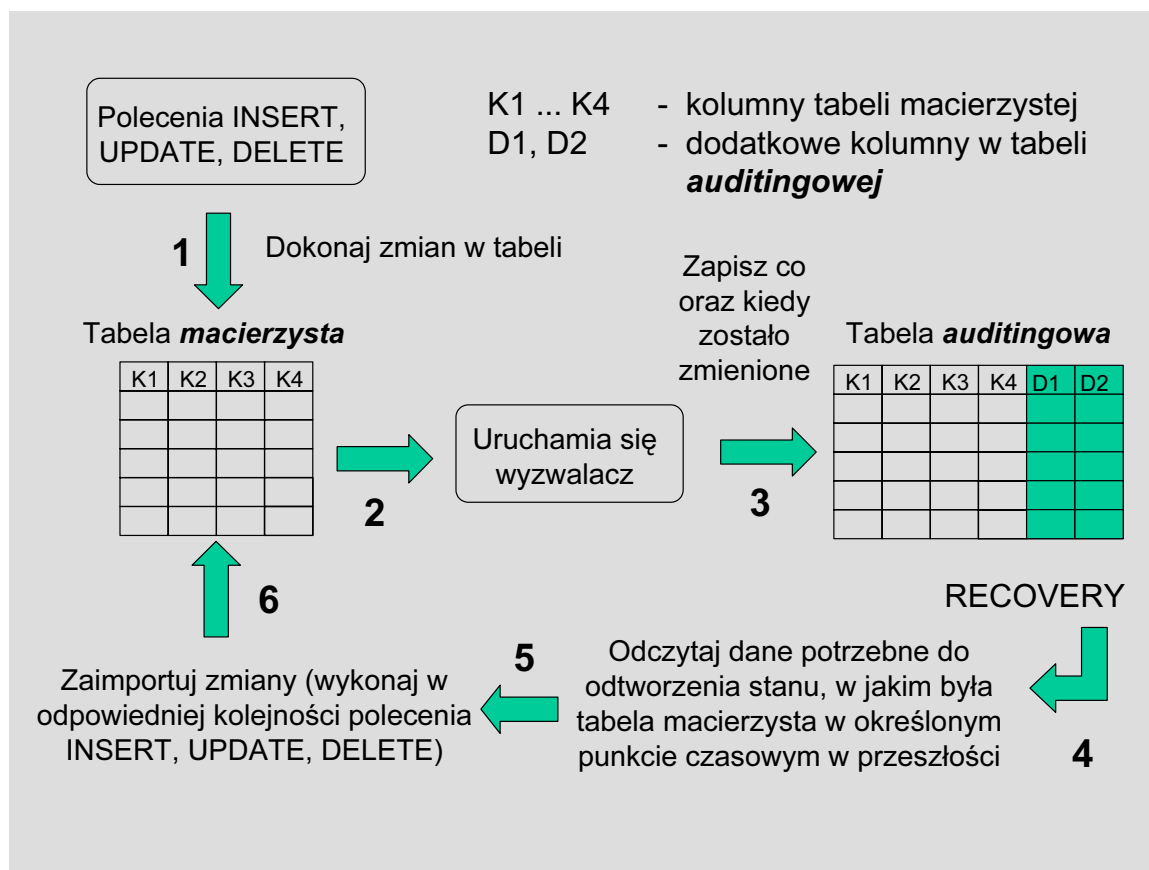 Polecenia INSERT,
UPDATE, DELETE
K1 ... K4 - kolumny tabeli macierzystej
D1, D2 - dodatkowe kolumny w tabeli
auditingowej
1
Dokonaj zmian w tabeli
Tabela macierzysta
K1 K2 K3 K4
2
Uruchamia się
wyzwalacz
Zapisz co
oraz kiedy
zostało
zmienione
3
Tabela auditingowa
K1 K2 K3 K4 D1 D2
RECOVERY
4
Odczytaj dane potrzebne do
odtworzenia stanu, w jakim była
tabela macierzysta w określonym
punkcie czasowym w przeszłości
5
Zaimportuj zmiany (wykonaj w
odpowiedniej kolejności polecenia
INSERT, UPDATE, DELETE)
6